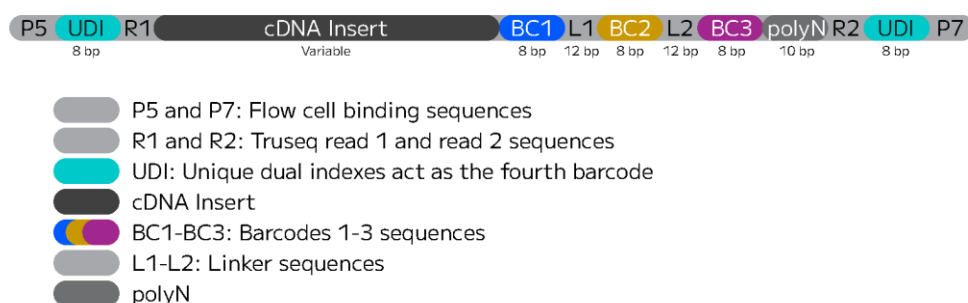 P5 UDI R1 cDNA Insert BC1 L1 BC2 L2 BC3 polyN R2 UDI P7
8 bp Variable 8 bp 12 bp 8 bp 12 bp 8 bp 10 bp 8 bp
P5 and P7: Flow cell binding sequences
R1 and R2: Truseq read 1 and read 2 sequences
UDI: Unique dual indexes act as the fourth barcode
cDNA Insert
BC1-BC3: Barcodes 1-3 sequences
L1-L2: Linker sequences
polyN